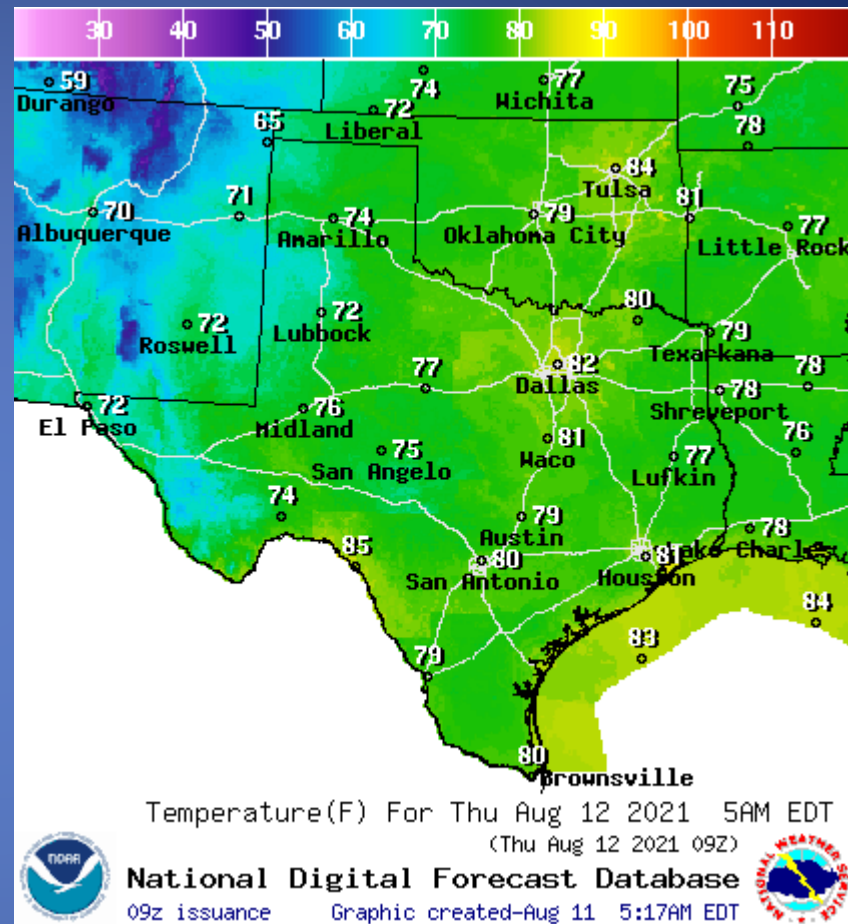 30 40 50 60 70 80 90 100 110
59
Durango
74
77
Wichita
75
72
Liberal
65
78
84
Tulsa
70
Albuquerque
71
74
Amarillo
79
Oklahoma City
81
77
Little Rock
72
Roswell
72
Lubbock
80
79
Texarkana
82
Dallas
77
78
Shreveport
78
72
El Paso
76
Midland
75
San Angelo
81
Waco
77
Lufkin
76
74
79
Austin
78
Lake Charles
85
80
San Antonio
81
Houston
84
83
79
80
Brownsville
Temperature(F) For Thu Aug 12 2021 5AM EDT
(Thu Aug 12 2021 09Z)
NOAA
NATIONAL WEATHER SERVICE
National Digital Forecast Database
09z issuance Graphic created-Aug 11 5:17AM EDT